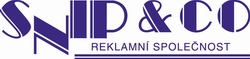 SNIP & CO
REKLAMNÍ SPOLEČNOST